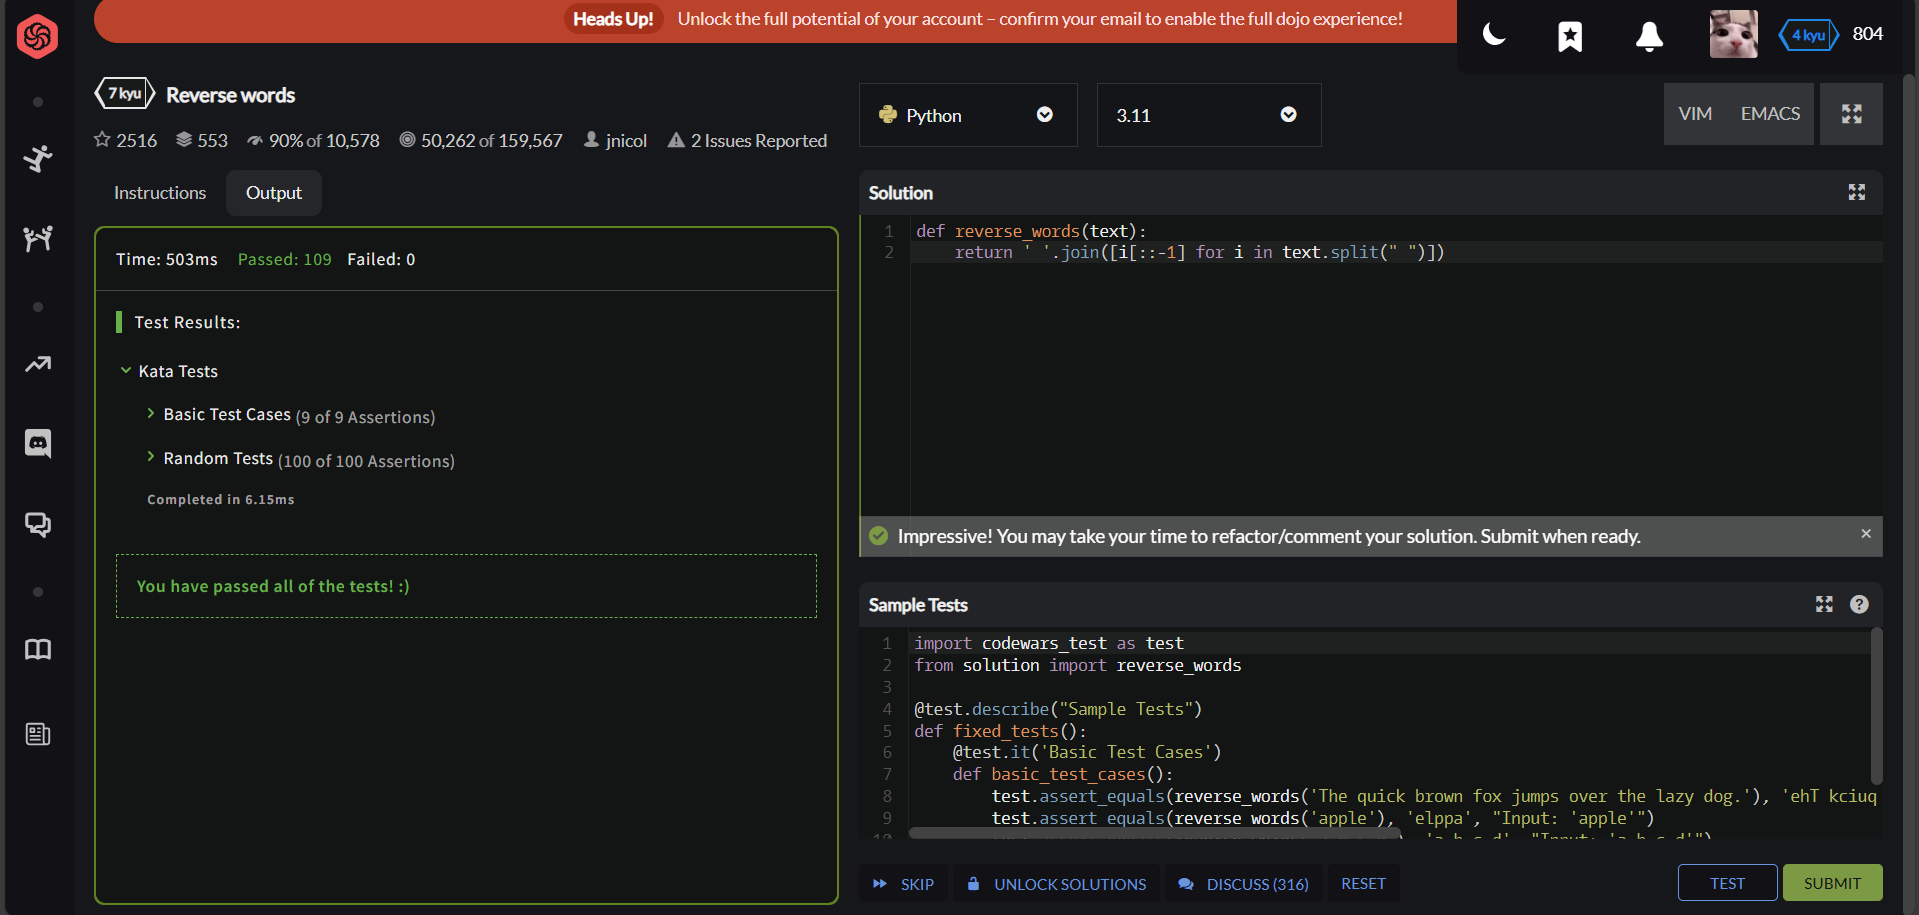 Heads Up! Unlock the full potential of your account – confirm your email to enable the full dojo experience!
4 kyu 804
7 kyu Reverse words
2516 553 90% of 10,578 50,262 of 159,567 jnicol 2 Issues Reported
Instructions Output
Time: 503ms Passed: 109 Failed: 0
Test Results:
Kata Tests
Basic Test Cases (9 of 9 Assertions)
Random Tests (100 of 100 Assertions)
Completed in 6.15ms
You have passed all of the tests! :)
Python 3.11 VIM EMACS
Solution
1 def reverse_words(text):
2 return ' '.join([i[::-1] for i in text.split(" ")])
Impressive! You may take your time to refactor/comment your solution. Submit when ready.
Sample Tests
1 import codewars_test as test
2 from solution import reverse_words
3
4 @test.describe("Sample Tests")
5 def fixed_tests():
6 @test.it('Basic Test Cases')
7 def basic_test_cases():
8 test.assert_equals(reverse_words('The quick brown fox jumps over the lazy dog.'), 'ehT kciuq
9 test.assert_equals(reverse_words('apple'), 'elppa', "Input: 'apple'")
SKIP UNLOCK SOLUTIONS DISCUSS (316) RESET TEST SUBMIT